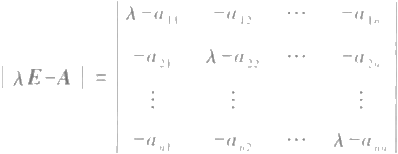 | λE−A | = | λ−a₁₁ −a₁₂ ⋯ −a₁ₙ |
| −a₂₁ λ−a₂₂ ⋯ −a₂ₙ |
| ⋮ ⋮ ⋮ |
| −aₙ₁ −aₙ₂ ⋯ λ−aₙₙ |